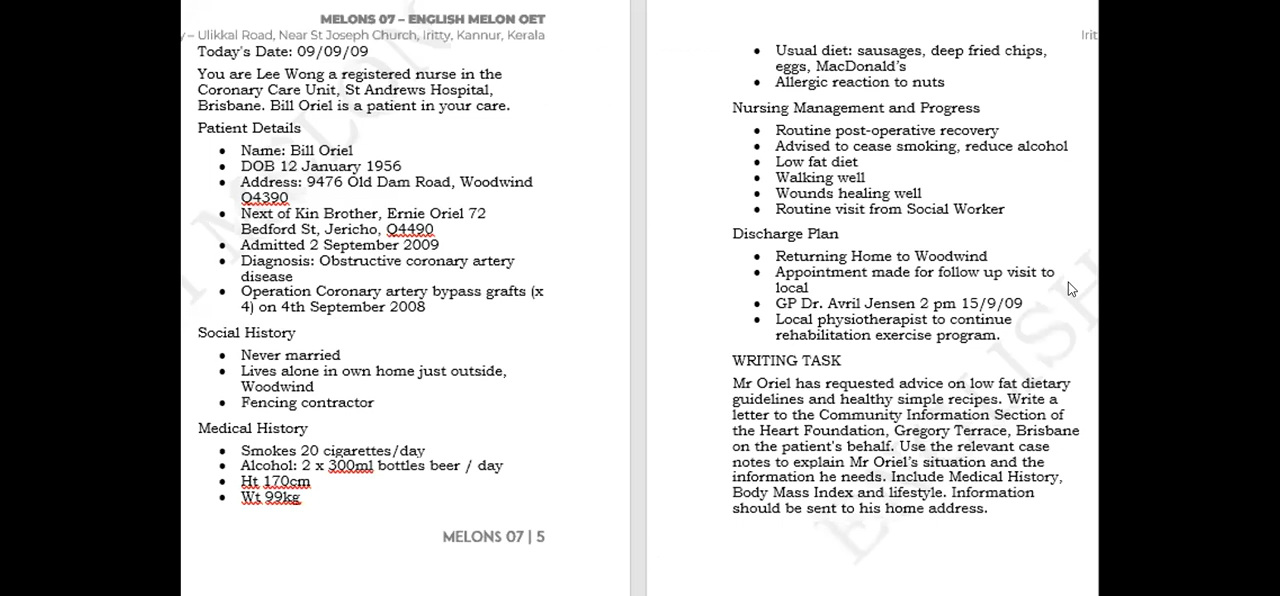 MELONS 07 – ENGLISH MELON OET
y – Ulikkal Road, Near St Joseph Church, Iritty, Kannur, Kerala
Today's Date: 09/09/09
You are Lee Wong a registered nurse in the
Coronary Care Unit, St Andrews Hospital,
Brisbane. Bill Oriel is a patient in your care.
Patient Details
• Name: Bill Oriel
• DOB 12 January 1956
• Address: 9476 Old Dam Road, Woodwind
Q4390
• Next of Kin Brother, Ernie Oriel 72
Bedford St, Jericho, Q4490
• Admitted 2 September 2009
• Diagnosis: Obstructive coronary artery
disease
• Operation Coronary artery bypass grafts (x
4) on 4th September 2008
Social History
• Never married
• Lives alone in own home just outside,
Woodwind
• Fencing contractor
Medical History
• Smokes 20 cigarettes/day
• Alcohol: 2 x 300ml bottles beer / day
• Ht 170cm
• Wt 99kg
MELONS 07 | 5
Irit
• Usual diet: sausages, deep fried chips,
eggs, MacDonald's
• Allergic reaction to nuts
Nursing Management and Progress
• Routine post-operative recovery
• Advised to cease smoking, reduce alcohol
• Low fat diet
• Walking well
• Wounds healing well
• Routine visit from Social Worker
Discharge Plan
• Returning Home to Woodwind
• Appointment made for follow up visit to
local
• GP Dr. Avril Jensen 2 pm 15/9/09
• Local physiotherapist to continue
rehabilitation exercise program.
WRITING TASK
Mr Oriel has requested advice on low fat dietary
guidelines and healthy simple recipes. Write a
letter to the Community Information Section of
the Heart Foundation, Gregory Terrace, Brisbane
on the patient's behalf. Use the relevant case
notes to explain Mr Oriel's situation and the
information he needs. Include Medical History,
Body Mass Index and lifestyle. Information
should be sent to his home address.